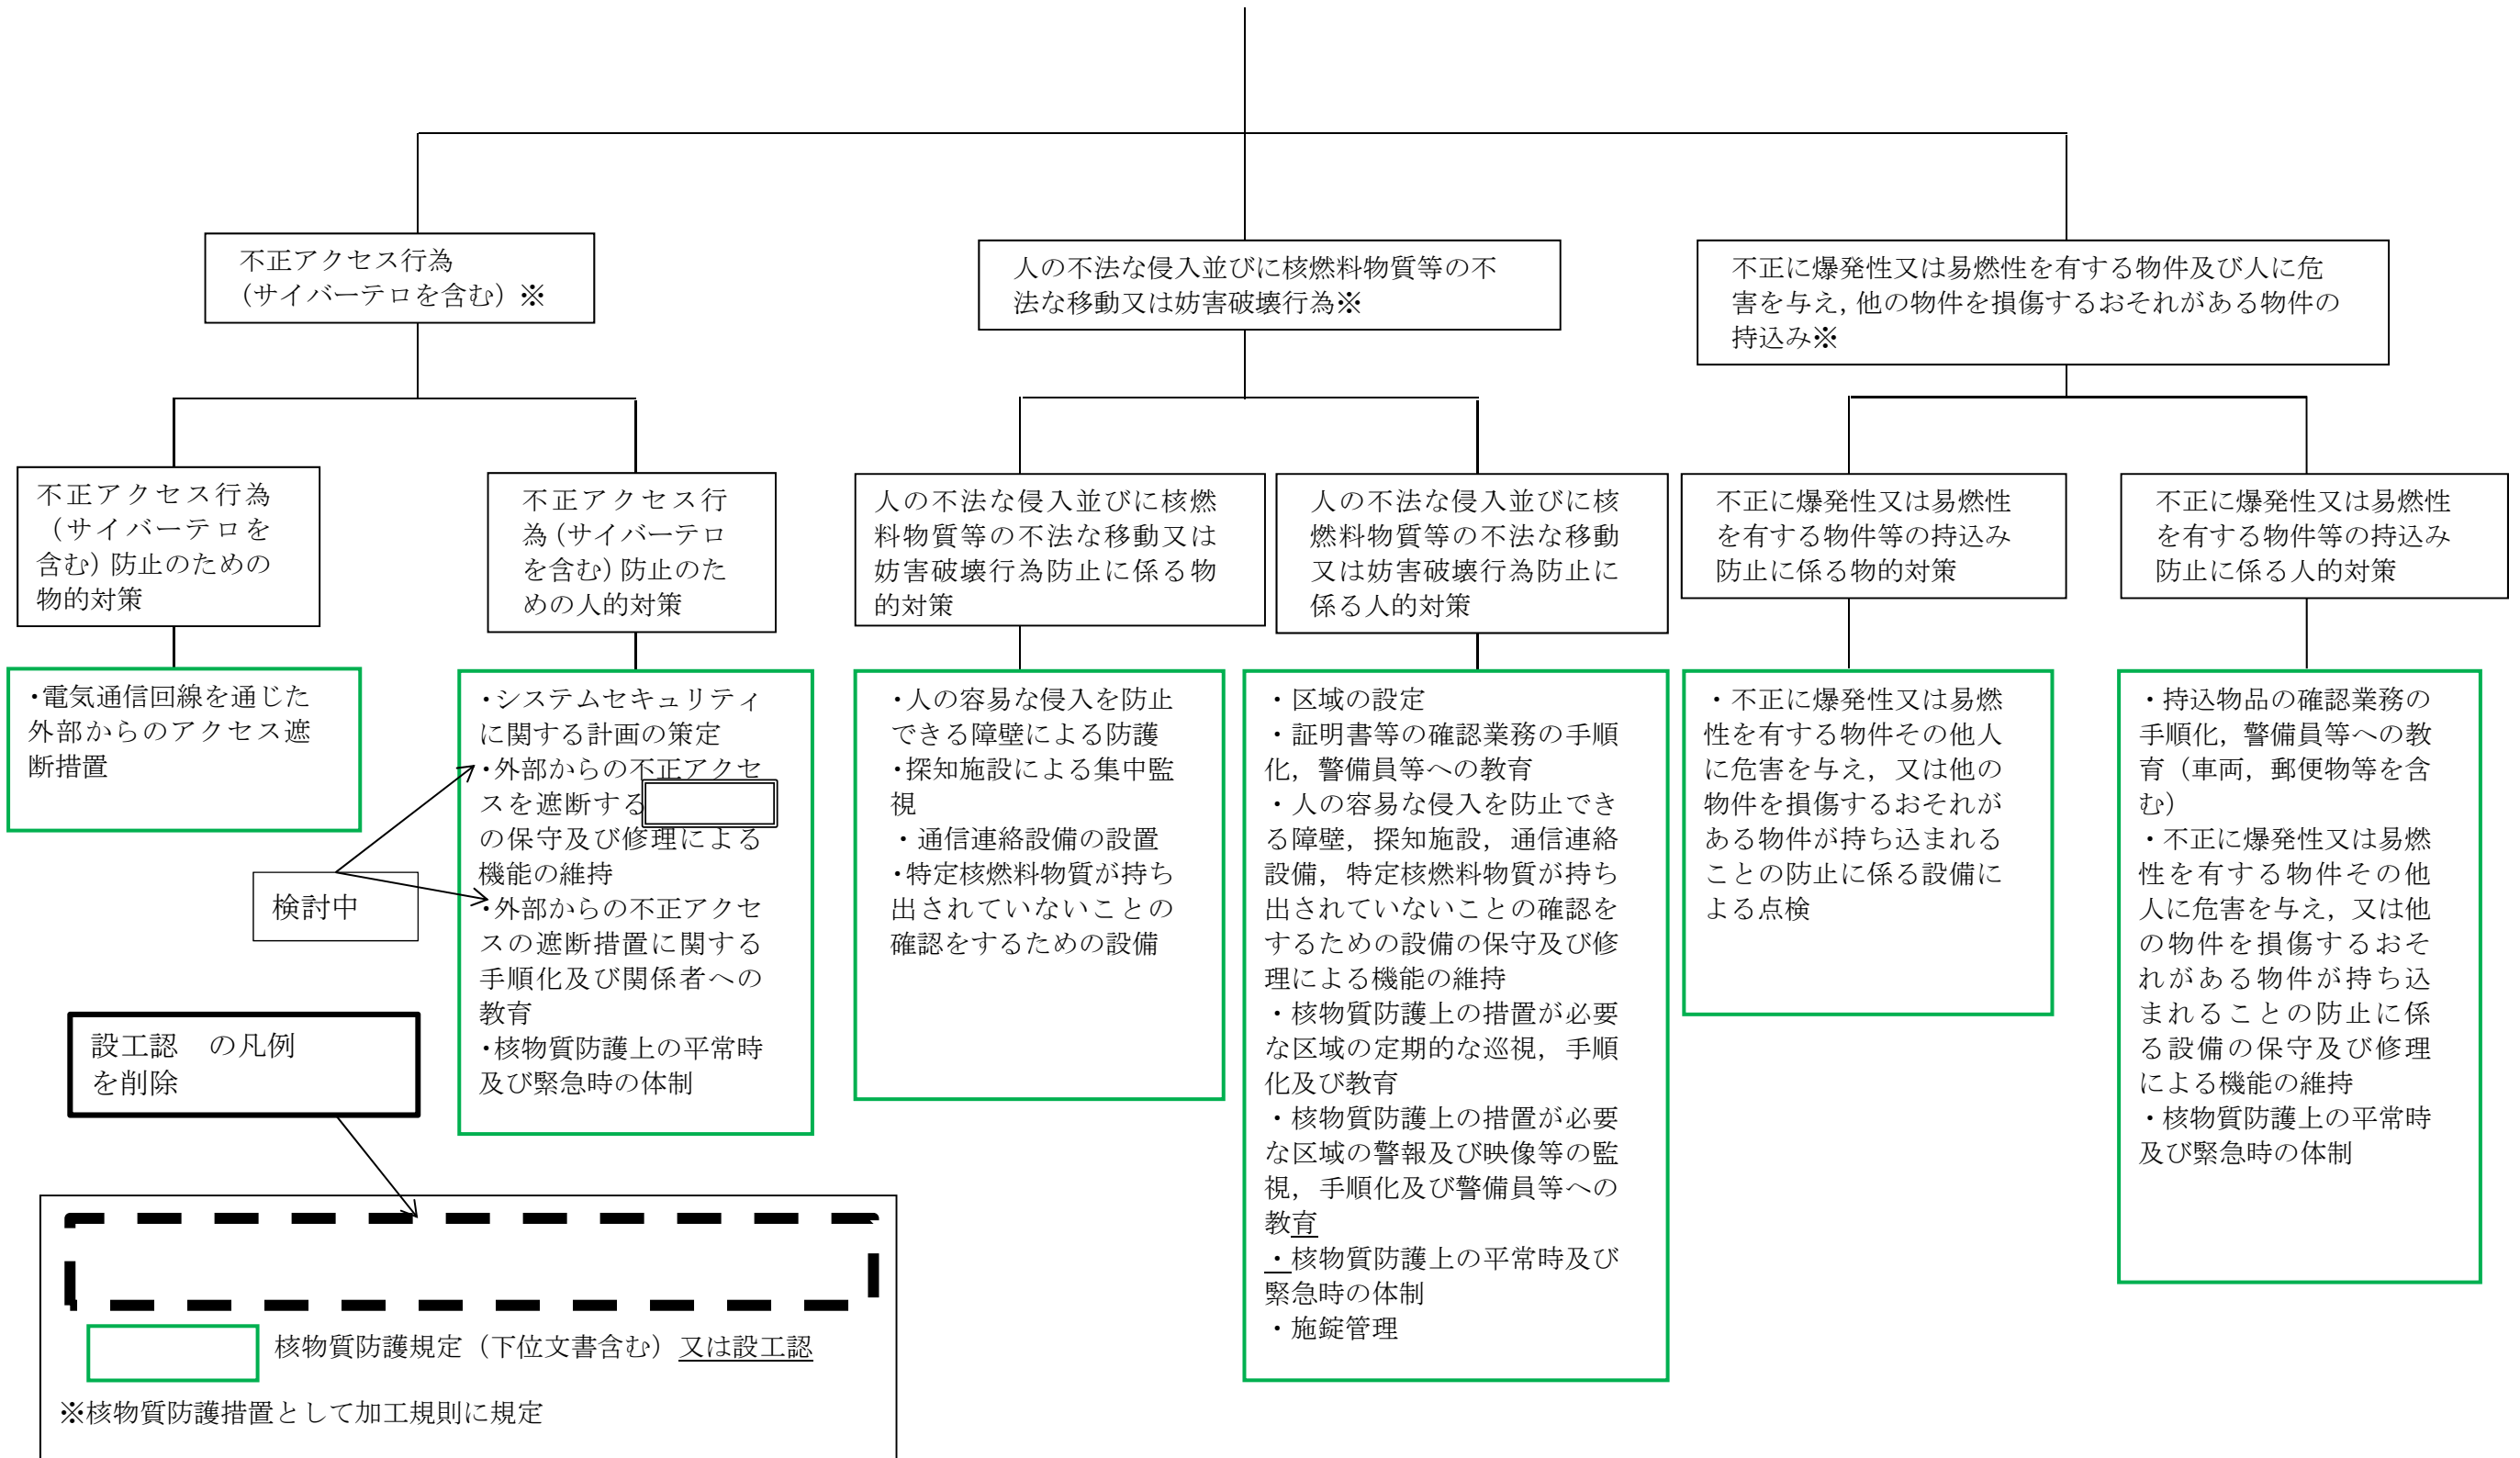 不正アクセス行為
（サイバーテロを含む）※
人の不法な侵入並びに核燃料物質等の不
法な移動又は妨害破壊行為※
不正に爆発性又は易燃性を有する物件及び人に危
害を与え，他の物件を損傷するおそれがある物件の
持込み※
不正アクセス行為
（サイバーテロを
含む）防止のための
物的対策
不正アクセス行
為（サイバーテロ
を含む）防止のた
めの人的対策
人の不法な侵入並びに核燃
料物質等の不法な移動又は
妨害破壊行為防止に係る物
的対策
人の不法な侵入並びに核
燃料物質等の不法な移動
又は妨害破壊行為防止に
係る人的対策
不正に爆発性又は易燃性
を有する物件等の持込み
防止に係る物的対策
不正に爆発性又は易燃性
を有する物件等の持込み
防止に係る人的対策
・電気通信回線を通じた
外部からのアクセス遮
断措置
・システムセキュリティ
に関する計画の策定
・外部からの不正アクセ
スを遮断する
の保守及び修理による
機能の維持
・外部からの不正アクセ
スの遮断措置に関する
手順化及び関係者への
教育
・核物質防護上の平常時
及び緊急時の体制
・人の容易な侵入を防止
できる障壁による防護
・探知施設による集中監
視
・通信連絡設備の設置
・特定核燃料物質が持ち
出されていないことの
確認をするための設備
・区域の設定
・証明書等の確認業務の手順
化，警備員等への教育
・人の容易な侵入を防止でき
る障壁，探知施設，通信連絡
設備，特定核燃料物質が持ち
出されていないことの確認を
するための設備の保守及び修
理による機能の維持
・核物質防護上の措置が必要
な区域の定期的な巡視，手順
化及び教育
・核物質防護上の措置が必要
な区域の警報及び映像等の監
視，手順化及び警備員等への
教育
・核物質防護上の平常時及び
緊急時の体制
・施錠管理
・不正に爆発性又は易燃
性を有する物件その他人
に危害を与え，又は他の
物件を損傷するおそれが
ある物件が持ち込まれる
ことの防止に係る設備に
よる点検
・持込物品の確認業務の
手順化，警備員等への教
育（車両，郵便物等を含
む）
・不正に爆発性又は易燃
性を有する物件その他
人に危害を与え，又は他
の物件を損傷するおそ
れがある物件が持ち込
まれることの防止に係
る設備の保守及び修理
による機能の維持
・核物質防護上の平常時
及び緊急時の体制
検討中
設工認　の凡例
を削除
核物質防護規定（下位文書含む）又は設工認
※核物質防護措置として加工規則に規定